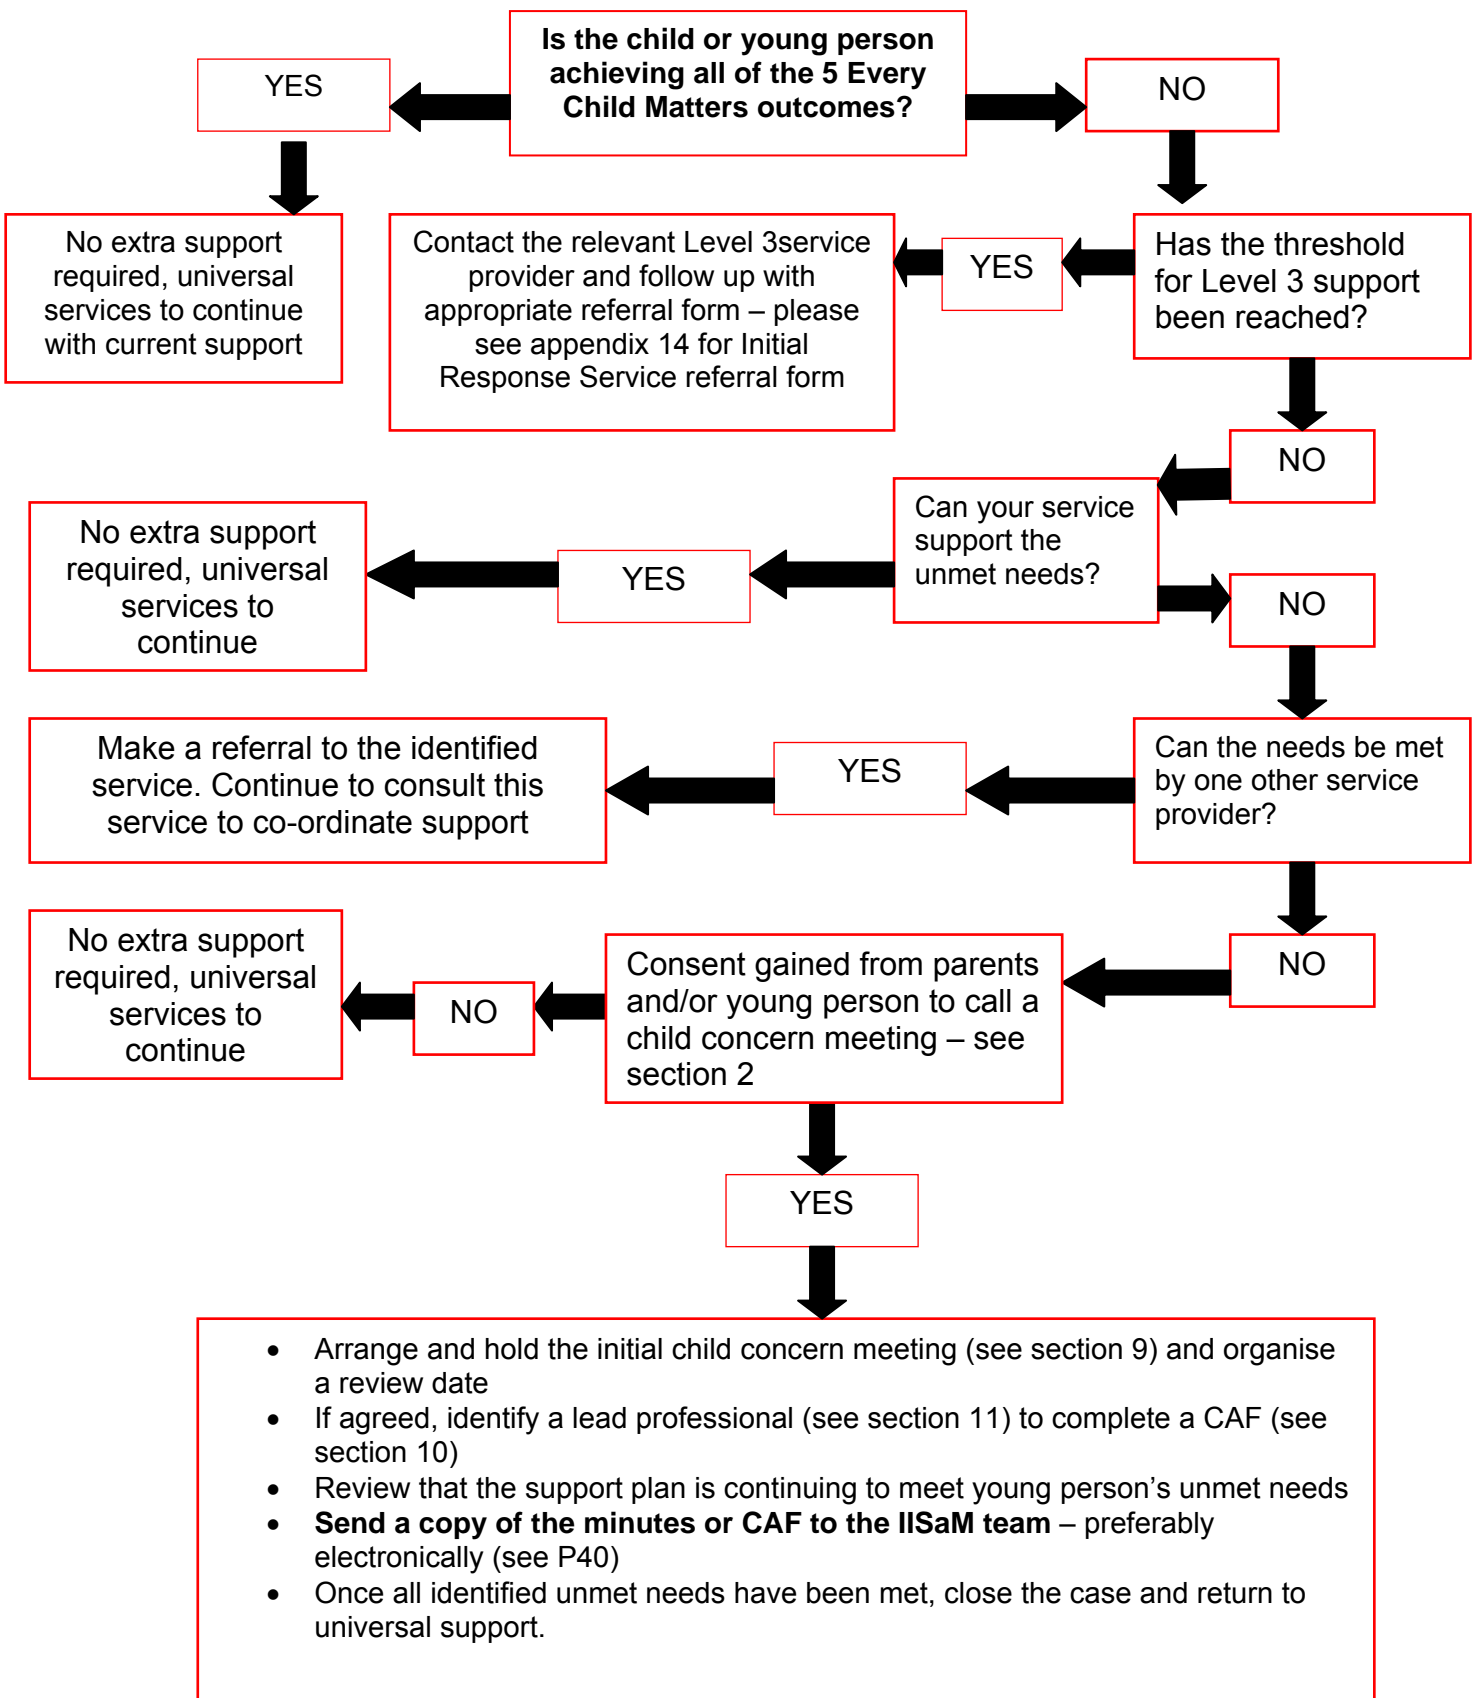 Is the child or young person
achieving all of the 5 Every
Child Matters outcomes?
YES
NO
No extra support
required, universal
services to continue
with current support
Contact the relevant Level 3service
provider and follow up with
appropriate referral form – please
see appendix 14 for Initial
Response Service referral form
YES
Has the threshold
for Level 3 support
been reached?
NO
Can your service
support the
unmet needs?
YES
No extra support
required, universal
services to
continue
NO
Can the needs be met
by one other service
provider?
YES
Make a referral to the identified
service. Continue to consult this
service to co-ordinate support
NO
Consent gained from parents
and/or young person to call a
child concern meeting – see
section 2
NO
No extra support
required, universal
services to
continue
YES
• Arrange and hold the initial child concern meeting (see section 9) and organise
a review date
• If agreed, identify a lead professional (see section 11) to complete a CAF (see
section 10)
• Review that the support plan is continuing to meet young person’s unmet needs
• Send a copy of the minutes or CAF to the IISaM team – preferably
electronically (see P40)
• Once all identified unmet needs have been met, close the case and return to
universal support.